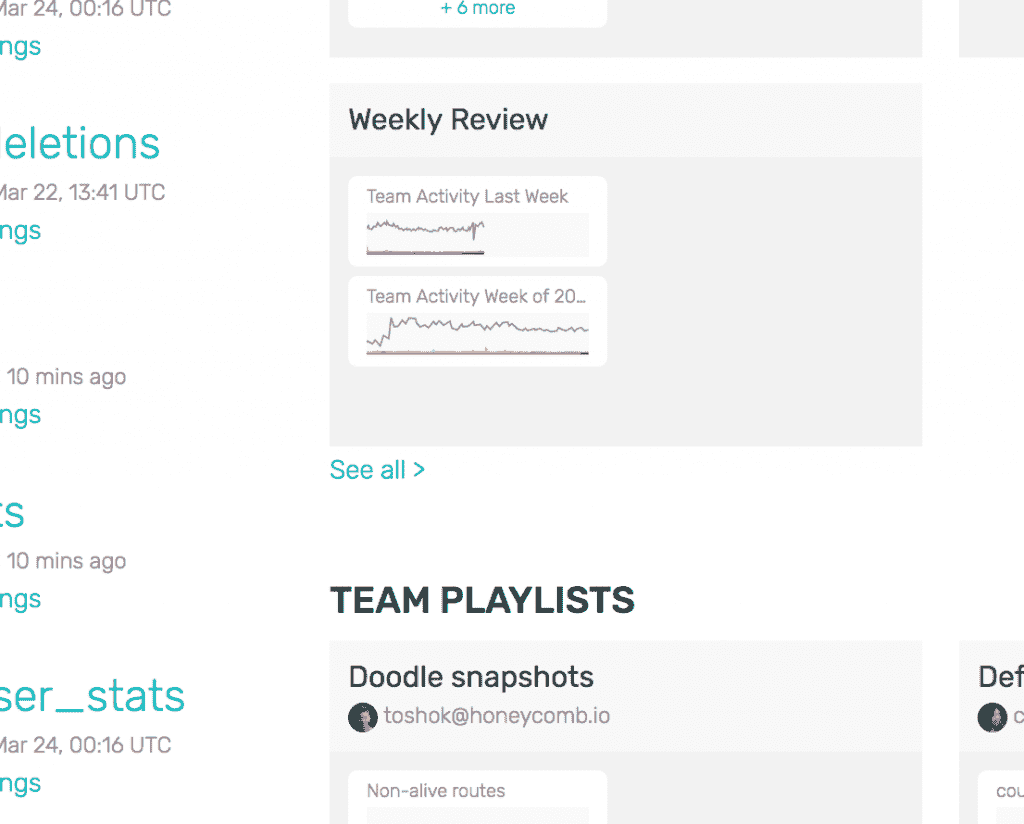 Mar 24, 00:16 UTC
ngs
eletions
Mar 22, 13:41 UTC
ngs
10 mins ago
ngs
ts
10 mins ago
ngs
ser_stats
Mar 24, 00:16 UTC
ngs
+ 6 more
Weekly Review
Team Activity Last Week
Team Activity Week of 20...
See all >
TEAM PLAYLISTS
Doodle snapshots
toshok@honeycomb.io
Non-alive routes
Def
c
cou